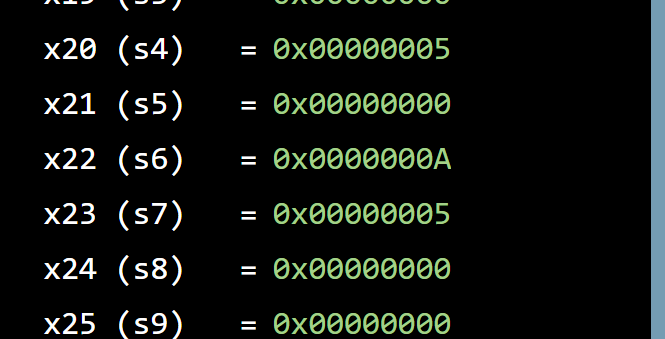 x20 (s4) = 0x00000005
x21 (s5) = 0x00000000
x22 (s6) = 0x0000000A
x23 (s7) = 0x00000005
x24 (s8) = 0x00000000
x25 (s9) = 0x00000000